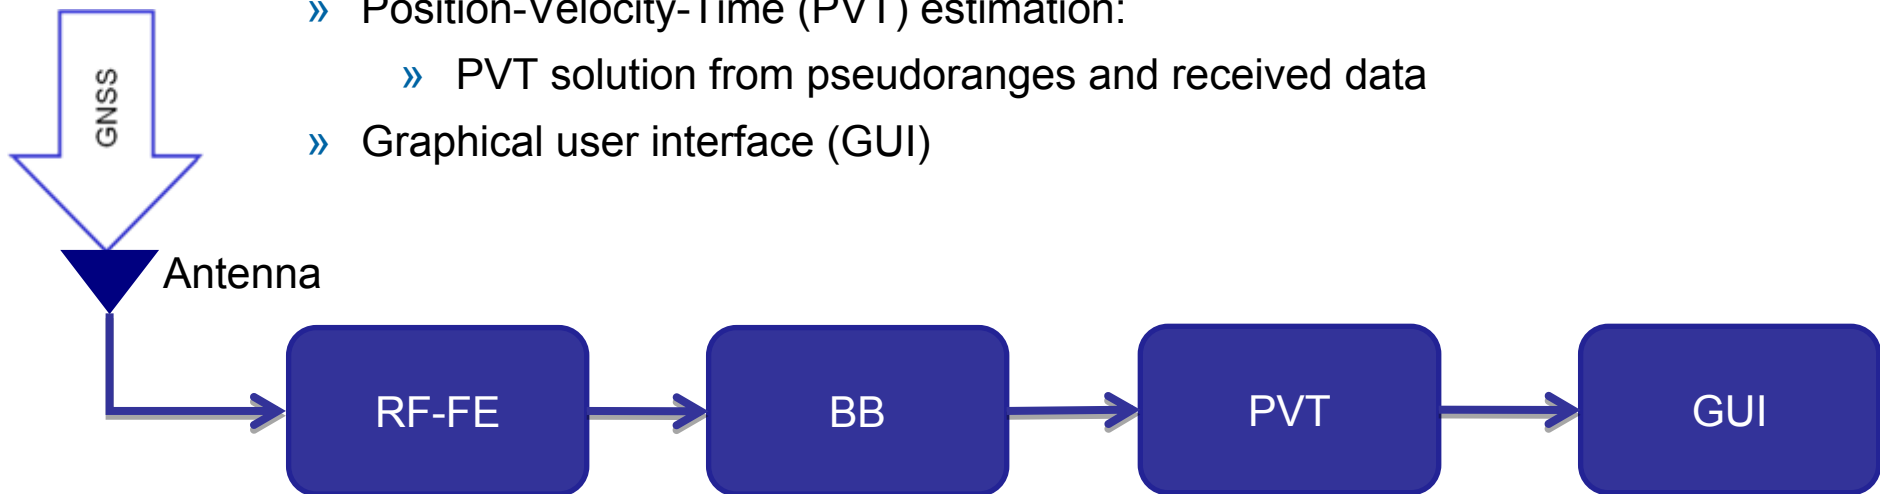 » Position-Velocity-Time (PVT) estimation:
» PVT solution from pseudoranges and received data
» Graphical user interface (GUI)
GNSS
Antenna
RF-FE
BB
PVT
GUI